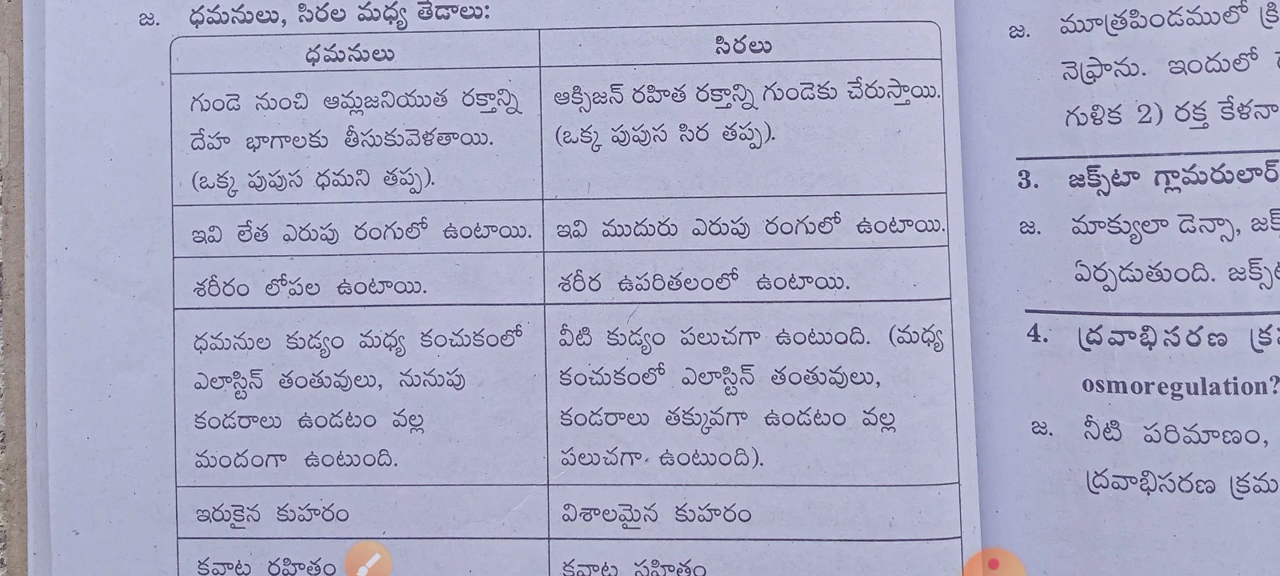 జ. ధమనులు, సిరల మధ్య తేడాలు:
ధమనులు
సిరలు
గుండె నుంచి ఆమ్లజనియుత రక్తాన్ని
దేహ భాగాలకు తీసుకువెళతాయి.
(ఒక్క పుపుస ధమని తప్ప).
ఆక్సిజన్ రహిత రక్తాన్ని గుండెకు చేరుస్తాయి.
(ఒక్క పుపుస సిర తప్ప).
ఇవి లేత ఎరుపు రంగులో ఉంటాయి.
ఇవి ముదురు ఎరుపు రంగులో ఉంటాయి.
శరీరం లోపల ఉంటాయి.
శరీర ఉపరితలంలో ఉంటాయి.
ధమనుల కుడ్యం మధ్య కంచుకంలో
ఎలాస్టిన్ తంతువులు, నునుపు
కండరాలు ఉండటం వల్ల
మందంగా ఉంటుంది.
వీటి కుడ్యం పలుచగా ఉంటుంది. (మధ్య
కంచుకంలో ఎలాస్టిన్ తంతువులు,
కండరాలు తక్కువగా ఉండటం వల్ల
పలుచగా ఉంటుంది).
ఇరుకైన కుహరం
విశాలమైన కుహరం
కవాట రహితం
కవాట సహితం
జ. మూత్రపిండములో
నెఫ్రాను. ఇందులో
గుళిక 2) రక్త కేళనా
3. జక్స్‌టా గ్లామరులార్
జ. మాక్యులా డెన్సా,
ఏర్పడుతుంది.
4. ద్రవాభిసరణ
osmoregulation?
జ. నీటి పరిమాణం,
ద్రవాభిసరణ క్రమ